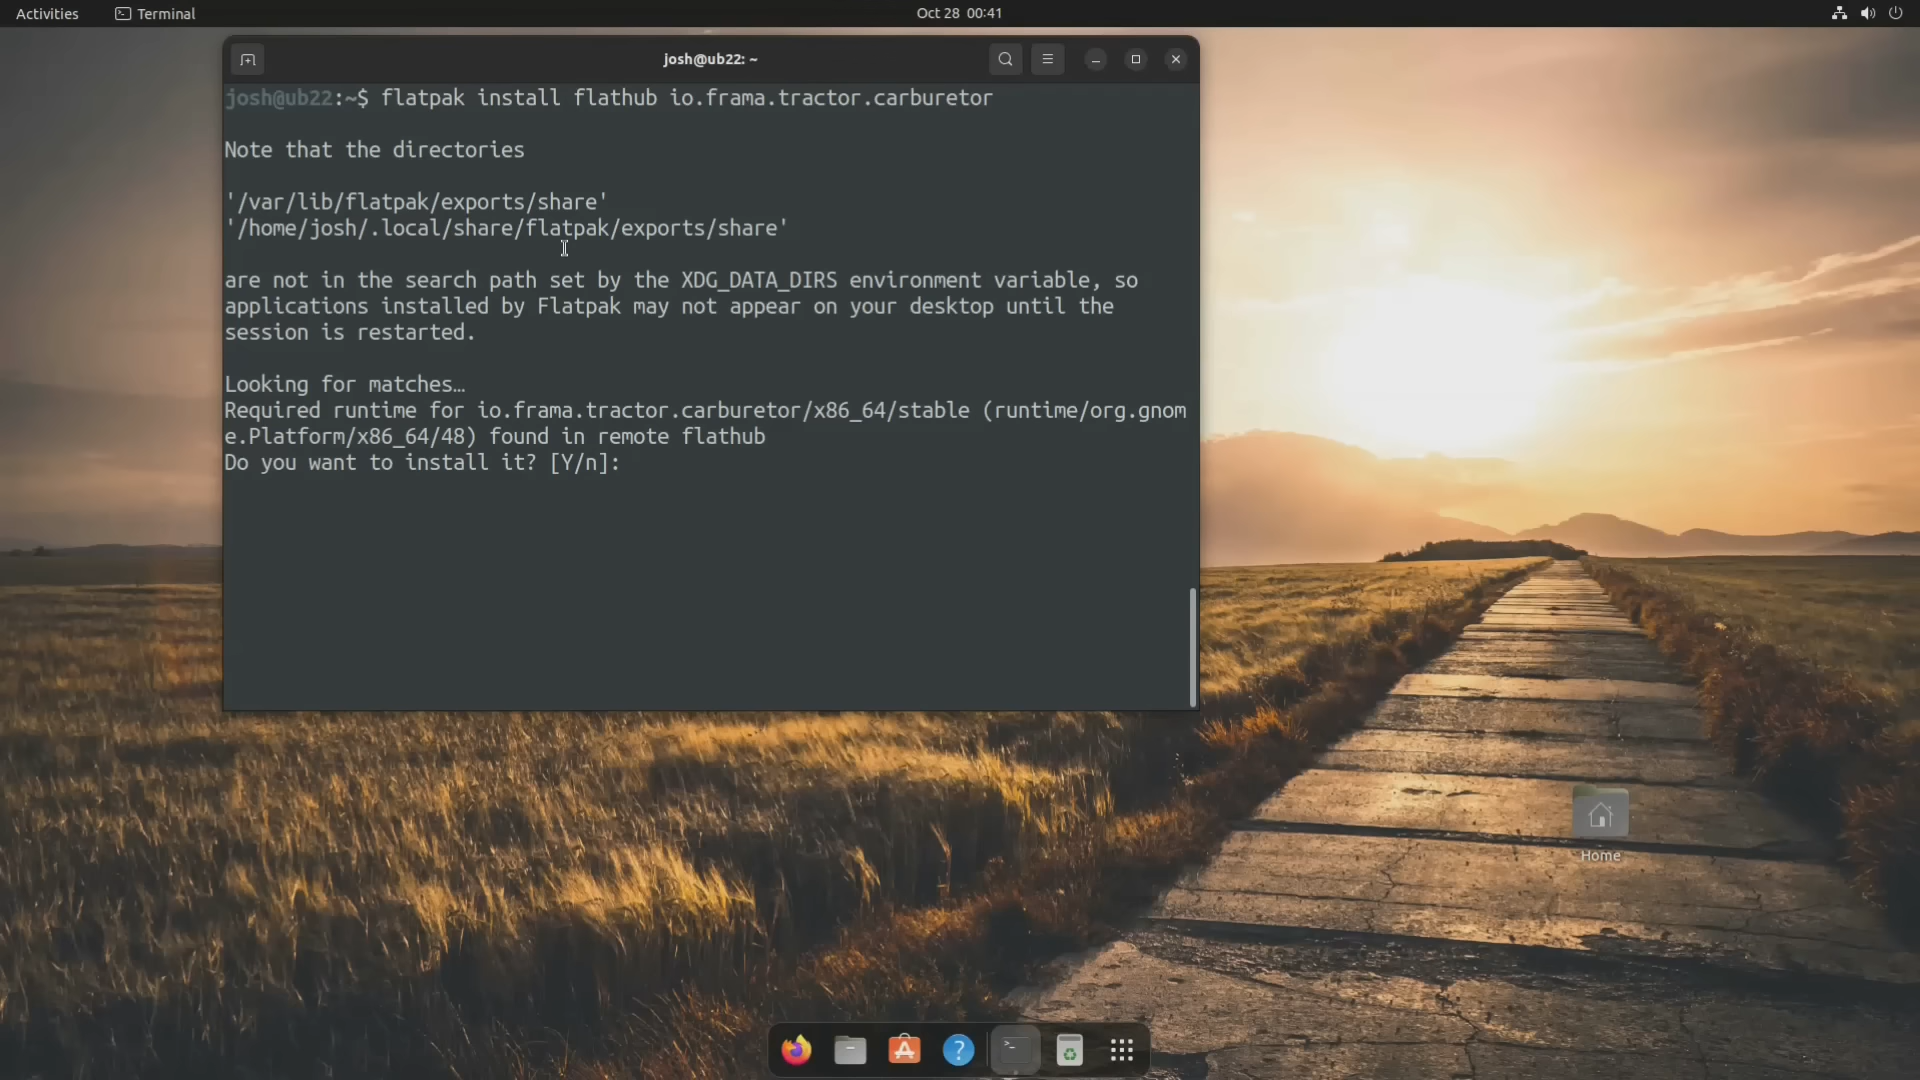 Activities
Terminal
Oct 28 00:41
josh@ub22: ~
josh@ub22:~$ flatpak install flathub io.frama.tractor.carburetor
Note that the directories
'/var/lib/flatpak/exports/share'
'/home/josh/.local/share/flatpak/exports/share'
are not in the search path set by the XDG_DATA_DIRS environment variable, so
applications installed by Flatpak may not appear on your desktop until the
session is restarted.
Looking for matches…
Required runtime for io.frama.tractor.carburetor/x86_64/stable (runtime/org.gnom
e.Platform/x86_64/48) found in remote flathub
Do you want to install it? [Y/n]:
Home